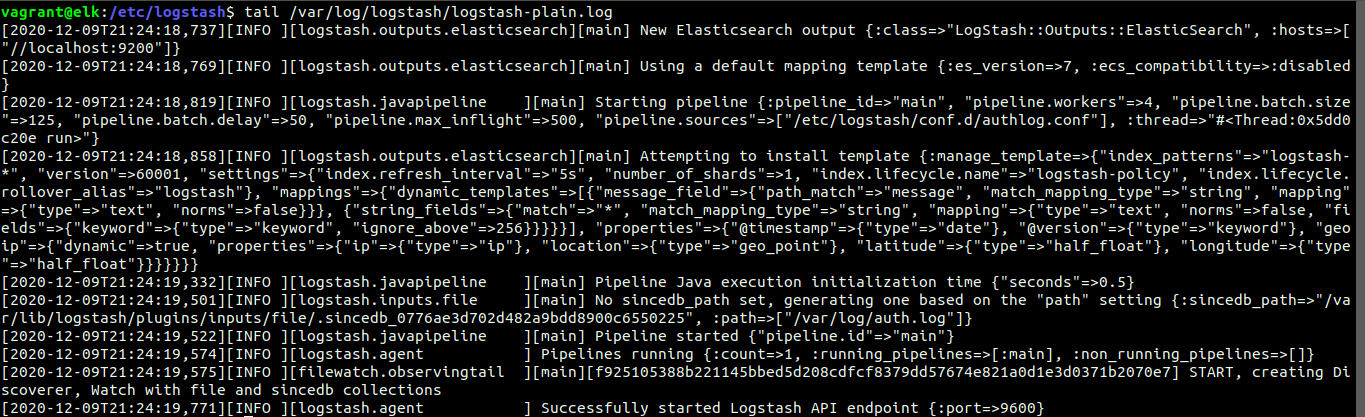 vagrant@elk:/etc/logstash$ tail /var/log/logstash/logstash-plain.log
[2020-12-09T21:24:18,737][INFO ][logstash.outputs.elasticsearch][main] New Elasticsearch output {:class=>"LogStash::Outputs::ElasticSearch", :hosts=>[
"//localhost:9200"]}
[2020-12-09T21:24:18,769][INFO ][logstash.outputs.elasticsearch][main] Using a default mapping template {:es_version=>7, :ecs_compatibility=>:disabled
}
[2020-12-09T21:24:18,819][INFO ][logstash.javapipeline    ][main] Starting pipeline {:pipeline_id=>"main", "pipeline.workers"=>4, "pipeline.batch.size
"=>125, "pipeline.batch.delay"=>50, "pipeline.max_inflight"=>500, "pipeline.sources"=>["/etc/logstash/conf.d/authlog.conf"], :thread=>"#<Thread:0x5dd0
c20e run>"}
[2020-12-09T21:24:18,858][INFO ][logstash.outputs.elasticsearch][main] Attempting to install template {:manage_template=>{"index_patterns"=>"logstash-
*", "version"=>60001, "settings"=>{"index.refresh_interval"=>"5s", "number_of_shards"=>1, "index.lifecycle.name"=>"logstash-policy", "index.lifecycle.
rollover_alias"=>"logstash"}, "mappings"=>{"dynamic_templates"=>[{"message_field"=>{"path_match"=>"message", "match_mapping_type"=>"string", "mapping"
=>{"type"=>"text", "norms"=>false}}}, {"string_fields"=>{"match"=>"*", "match_mapping_type"=>"string", "mapping"=>{"type"=>"text", "norms"=>false, "fi
elds"=>{"keyword"=>{"type"=>"keyword", "ignore_above"=>256}}}}}], "properties"=>{"@timestamp"=>{"type"=>"date"}, "@version"=>{"type"=>"keyword"}, "geo
ip"=>{"dynamic"=>true, "properties"=>{"ip"=>{"type"=>"ip"}, "location"=>{"type"=>"geo_point"}, "latitude"=>{"type"=>"half_float"}, "longitude"=>{"type
"=>"half_float"}}}}}}}
[2020-12-09T21:24:19,332][INFO ][logstash.javapipeline    ][main] Pipeline Java execution initialization time {"seconds"=>0.5}
[2020-12-09T21:24:19,501][INFO ][logstash.inputs.file     ][main] No sincedb_path set, generating one based on the "path" setting {:sincedb_path=>"/va
r/lib/logstash/plugins/inputs/file/.sincedb_0776ae3d702d482a9bdd8900c6550225", :path=>["/var/log/auth.log"]}
[2020-12-09T21:24:19,522][INFO ][logstash.javapipeline    ][main] Pipeline started {"pipeline.id"=>"main"}
[2020-12-09T21:24:19,574][INFO ][logstash.agent           ] Pipelines running {:count=>1, :running_pipelines=>[:main], :non_running_pipelines=>[]}
[2020-12-09T21:24:19,575][INFO ][filewatch.observingtail  ][main][f925105388b221145bbed5d208cdfcf8379dd57674e821a0d1e3d0371b2070e7] START, creating Di
scoverer, Watch with file and sincedb collections
[2020-12-09T21:24:19,771][INFO ][logstash.agent           ] Successfully started Logstash API endpoint {:port=>9600}